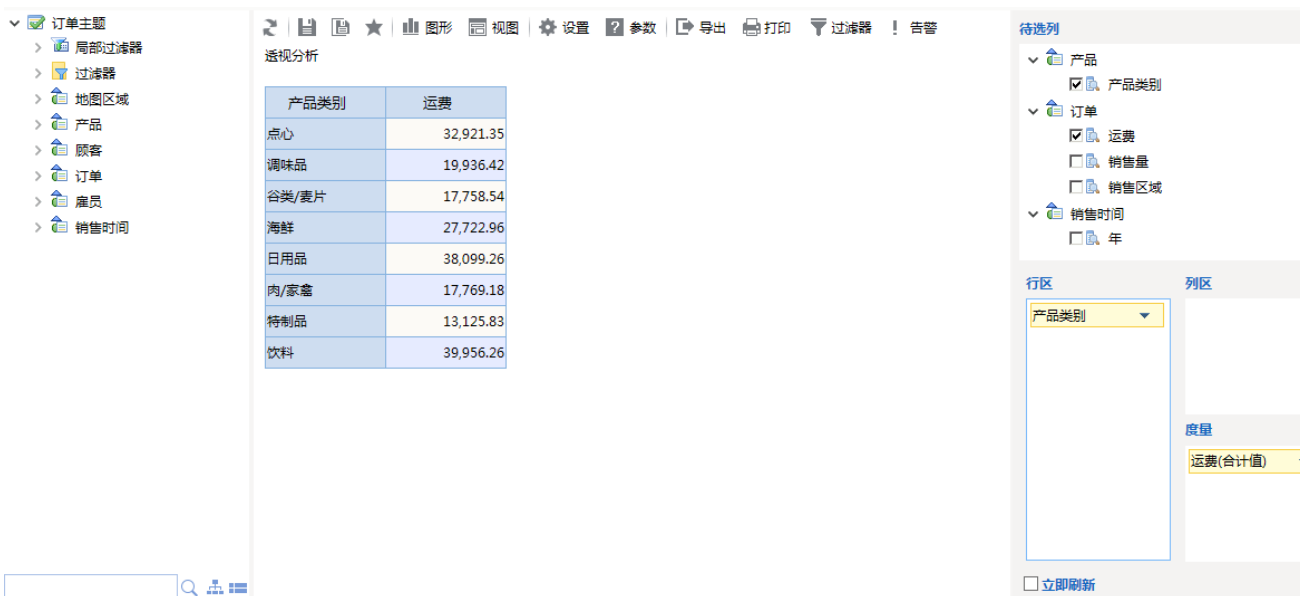 订单主题
局部过滤器
过滤器
地图区域
产品
顾客
订单
雇员
销售时间
图形 视图 设置 ? 参数 导出 打印 过滤器 ! 告警
透视分析
产品类别 运费
点心 32,921.35
调味品 19,936.42
谷类/麦片 17,758.54
海鲜 27,722.96
日用品 38,099.26
肉/家禽 17,769.18
特制品 13,125.83
饮料 39,956.26
待选列
产品
产品类别
订单
运费
销售量
销售区域
销售时间
年
行区 列区
产品类别
度量
运费(合计值)
立即刷新